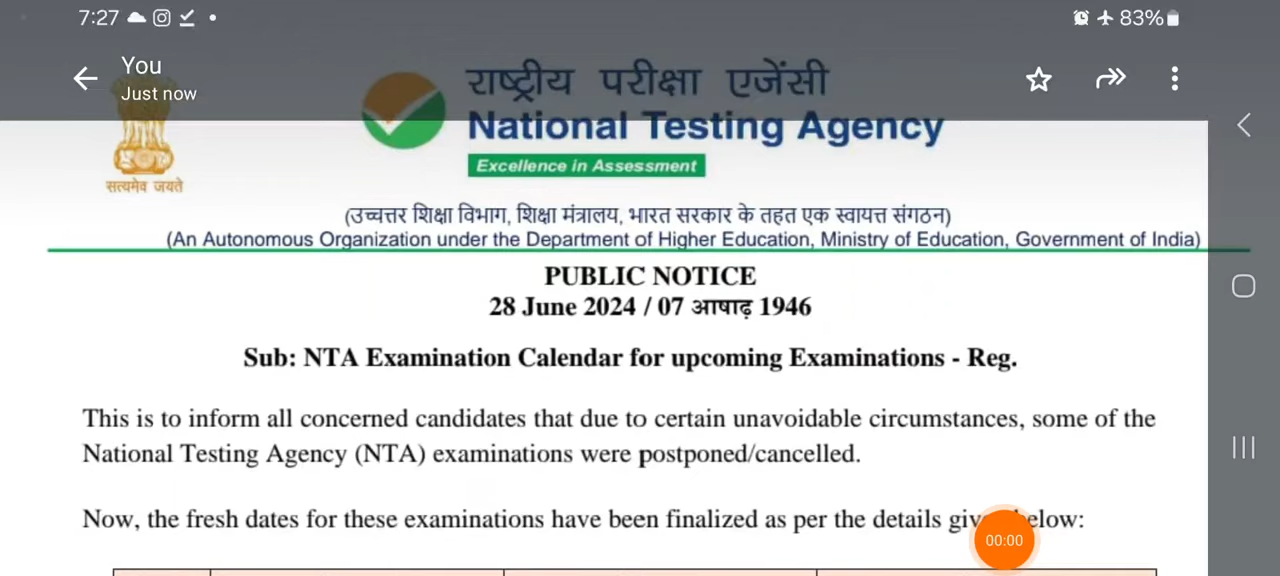 7:27
83%
You
Just now
राष्ट्रीय परीक्षा एजेंसी
National Testing Agency
Excellence in Assessment
सत्यमेव जयते
(उच्चत्तर शिक्षा विभाग, शिक्षा मंत्रालय, भारत सरकार के तहत एक स्वायत्त संगठन)
(An Autonomous Organization under the Department of Higher Education, Ministry of Education, Government of India)
PUBLIC NOTICE
28 June 2024 / 07 आषाढ़ 1946
Sub: NTA Examination Calendar for upcoming Examinations - Reg.
This is to inform all concerned candidates that due to certain unavoidable circumstances, some of the
National Testing Agency (NTA) examinations were postponed/cancelled.
Now, the fresh dates for these examinations have been finalized as per the details
00:00